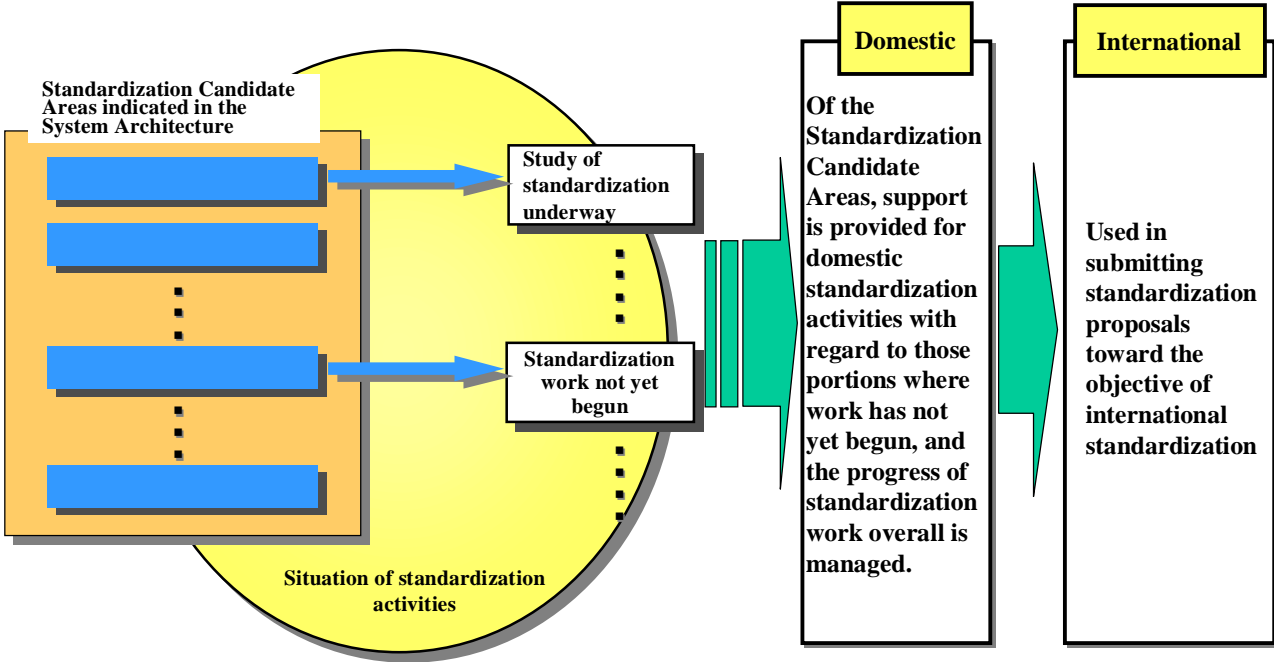 Standardization Candidate
Areas indicated in the
System Architecture
Study of
standardization
underway
Standardization
work not yet
begun
Situation of standardization
activities
Domestic
Of the
Standardization
Candidate
Areas, support
is provided for
domestic
standardization
activities with
regard to those
portions where
work has not
yet begun, and
the progress of
standardization
work overall is
managed.
International
Used in
submitting
standardization
proposals
toward the
objective of
international
standardization